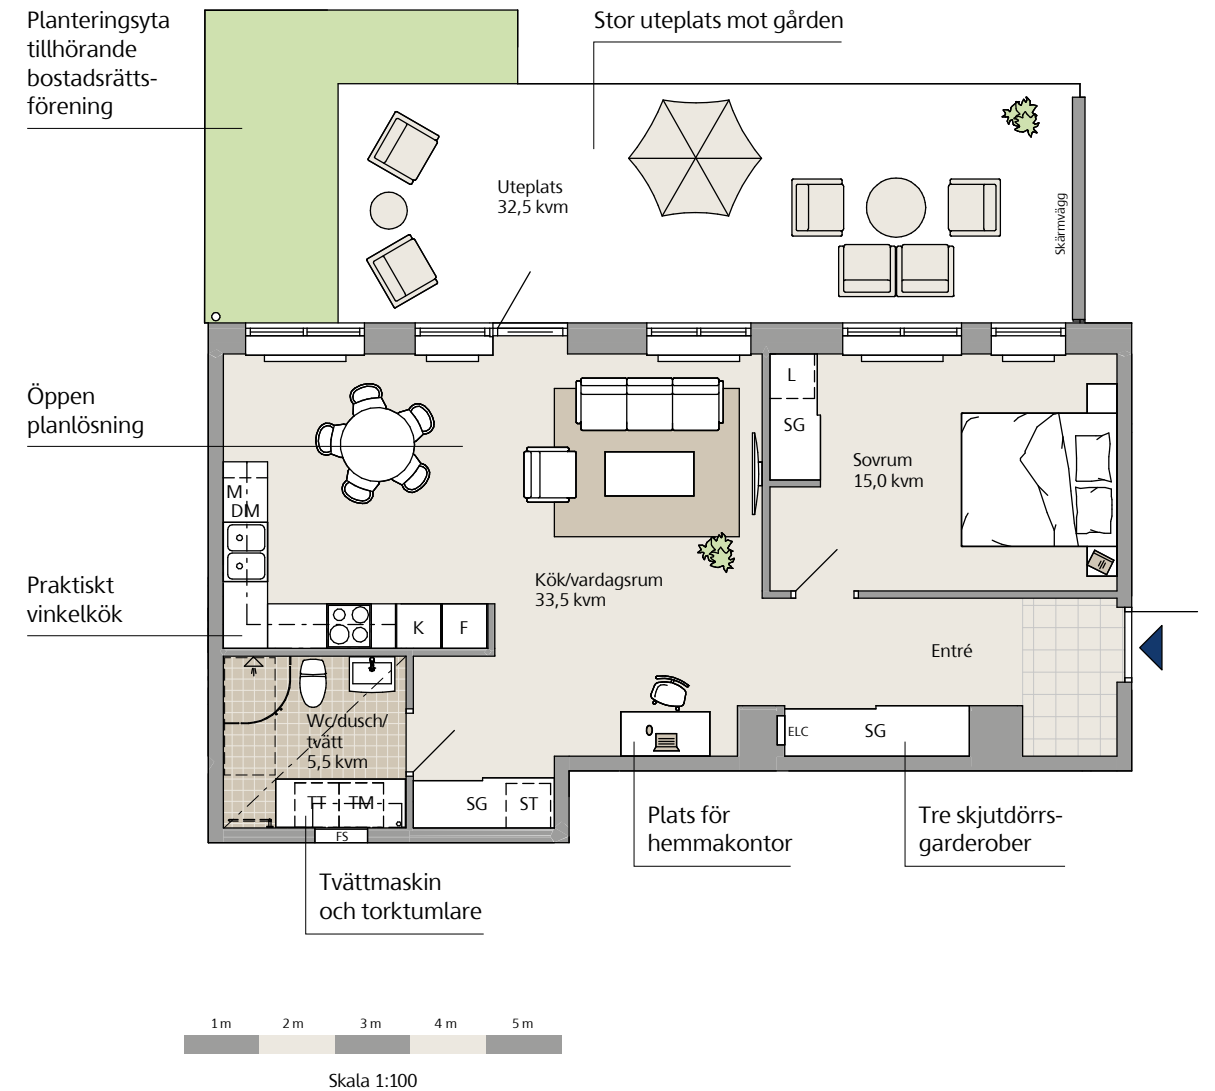 Planteringsyta
tillhörande
bostadsrätts-
förening
Stor uteplats mot gården
Uteplats
32,5 kvm
Skärmvägg
Öppen
planlösning
L
SG
Sovrum
15,0 kvm
M
DM
Praktiskt
vinkelkök
Kök/vardagsrum
33,5 kvm
K
F
Entré
Wc/dusch/
tvätt
5,5 kvm
ELC
SG
TT
TM
SG
ST
FS
Plats för
hemmakontor
Tre skjutdörrs-
garderober
Tvättmaskin
och torktumlare
1 m
2 m
3 m
4 m
5 m
Skala 1:100